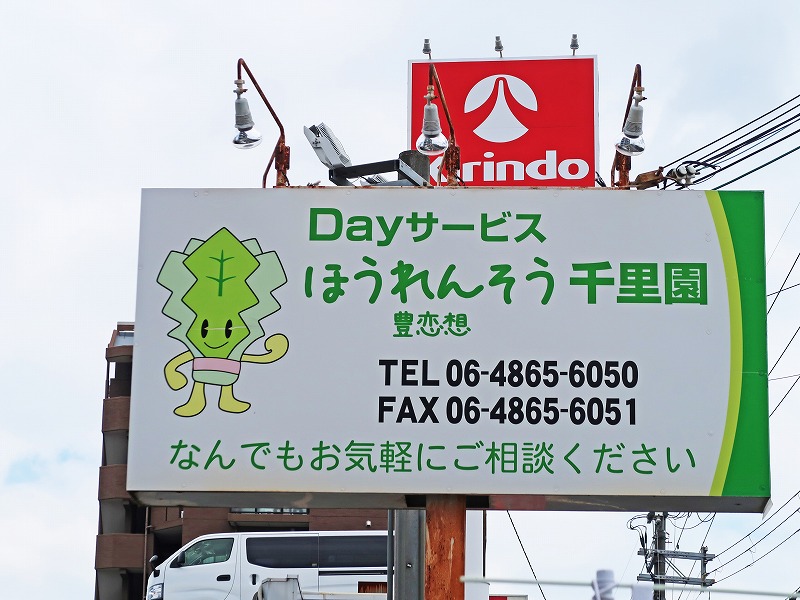 Kirindo
Dayサービス
ほうれんそう 千里園
豊恋想
TEL 06-4865-6050
FAX 06-4865-6051
なんでもお気軽にご相談ください